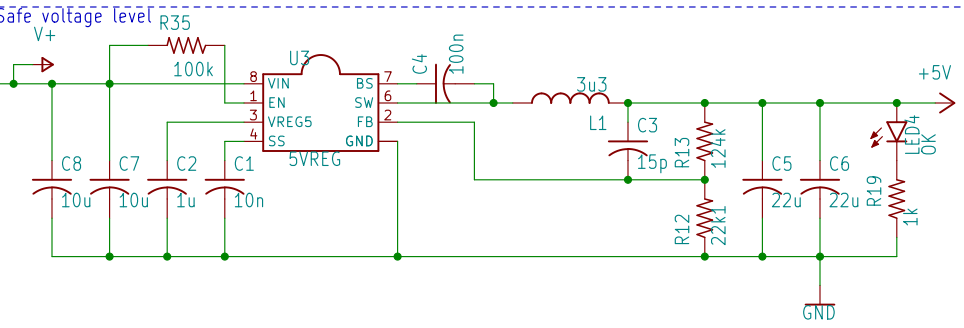 Safe voltage level
V+
R35
100k
U3
8
VIN
1
EN
3
VREG5
4
SS
BS
7
SW
6
FB
2
GND
5VREG
C4
100n
3u3
L1
+5V
C3
15p
R13
124k
R12
22k1
C8
10u
C7
10u
C2
1u
C1
10n
C5
22u
C6
22u
LED4
OK
R19
1k
GND